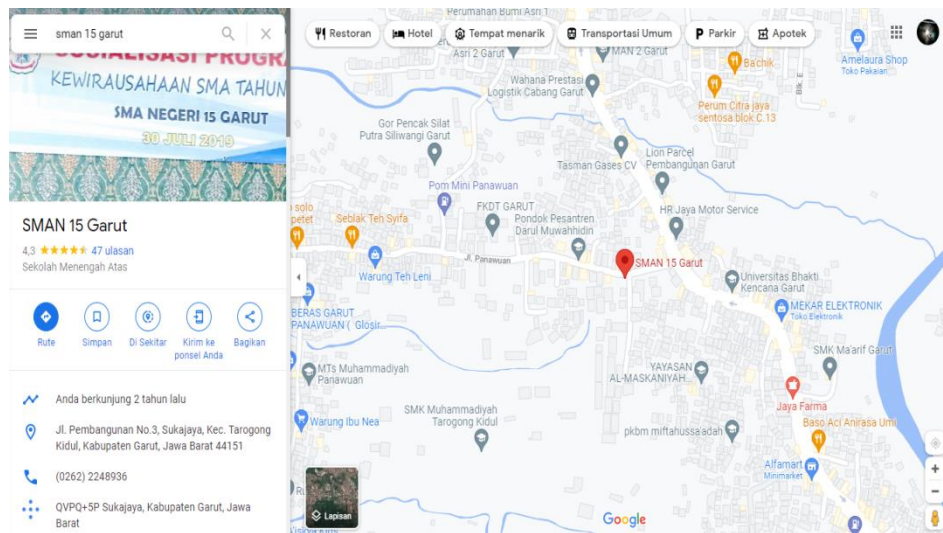 sman 15 garut
SOSIALISASI PROGRA
KEWIRAUSAHAAN SMA TAHUN
SMA NEGERI 15 GARUT
30 JULI 2019
SMAN 15 Garut
4,3 47 ulasan
Sekolah Menengah Atas
Rute
Simpan
Di Sekitar
Kirim ke
ponsel Anda
Bagikan
Anda berkunjung 2 tahun lalu
Jl. Pembangunan No.3, Sukajaya, Kec. Tarogong
Kidul, Kabupaten Garut, Jawa Barat 44151
(0262) 2248936
QVPQ+5P Sukajaya, Kabupaten Garut, Jawa
Barat
Perumahan Bumi Asri 1
Restoran
Hotel
Tempat menarik
Transportasi Umum
P Parkir
Apotek
Asri 2 Garut
MAN 2 Garut
Ba'chik
Amelaura Shop
Toko Pakaian
Wahana Prestasi
Logistik Cabang Garut
Blk. E
Perum Citra jaya
sentosa blok C.13
Gor Pencak Silat
Putra Siliwangi Garut
Tasman Gases CV
Lion Parcel
Pembangunan Garut
Pom Mini Panawuan
solo
petet
Seblak Teh Syifa
FKDT GARUT
Pondok Pesantren
Darul Muwahhidin
HR Jaya Motor Service
Jl. Panawuan
SMAN 15 Garut
Warung Teh Leni
Universitas Bhakti
Kencana Garut
BERAS GARUT
PANAWUAN ( Glosir...
MEKAR ELEKTRONIK
Toko Elektronik
MTs Muhammadiyah
Panawuan
YAYASAN
AL-MASKANIYAH...
SMK Ma'arif Garut
Jaya Farma
Warung Ibu Nea
SMK Muhammadiyah
Tarogong Kidul
pkbm miftahussa'adah
Baso Aci Anirasa Umi
Alfamart
Minimarket
Lapisan
Google